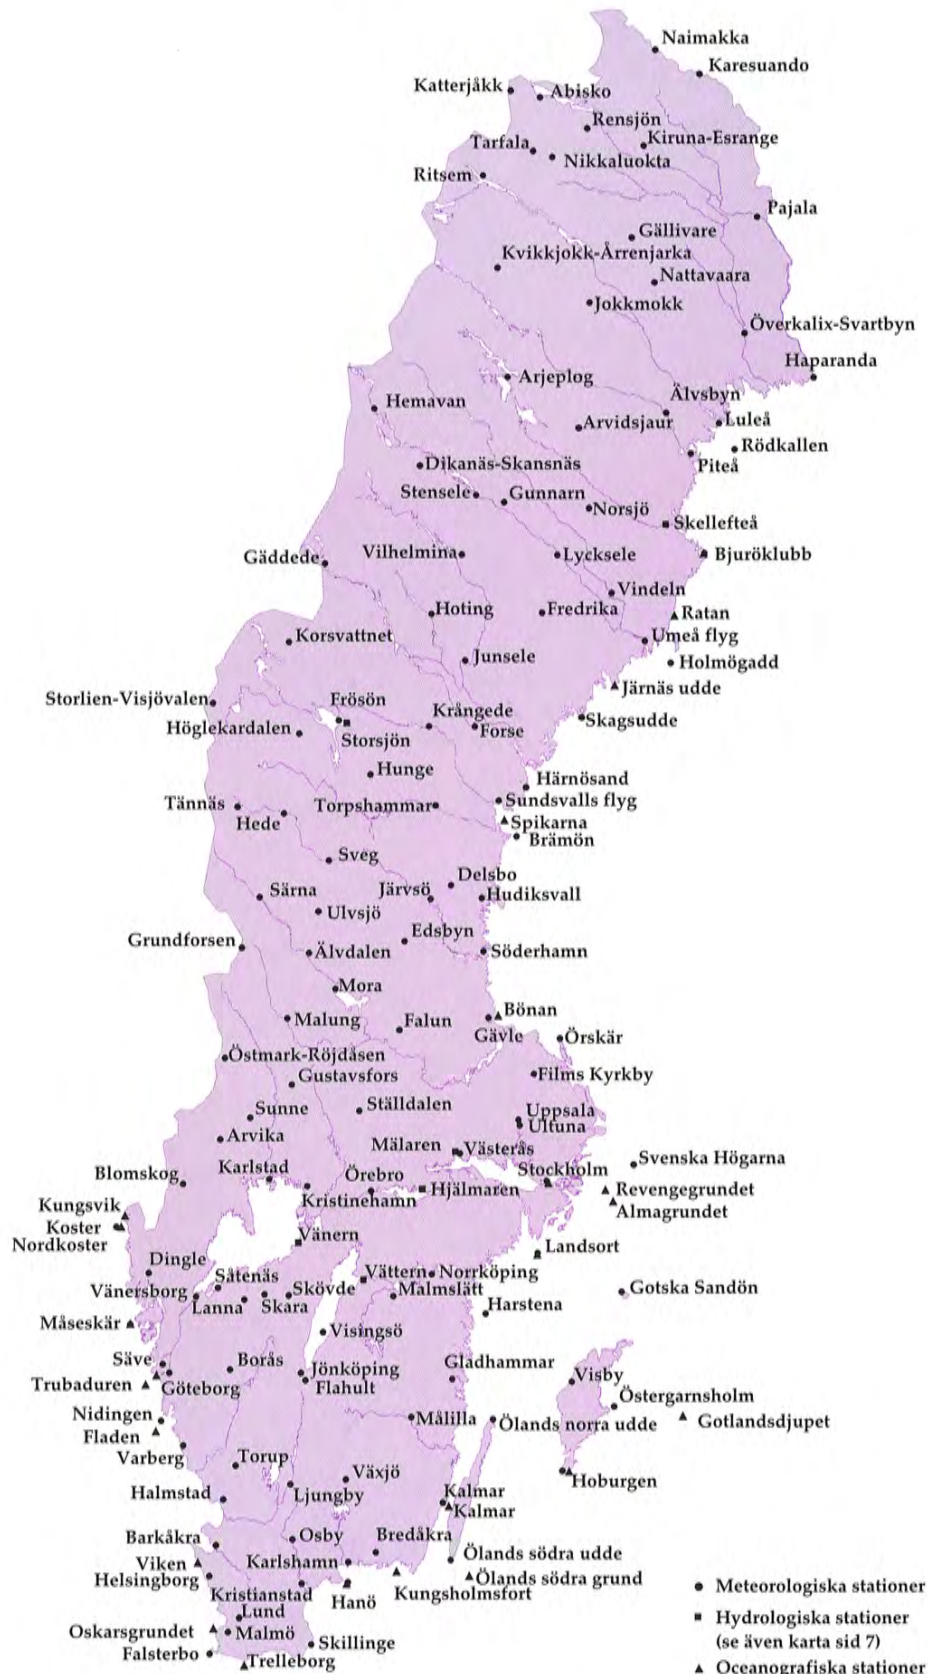 Naimakka
Karesuando
Katterjåkk
Abisko
Rensjön
Tarfala
Kiruna-Esrange
Nikkaluokta
Ritsem
Pajala
Gällivare
Kvikkjokk-Årrenjarka
Nattavaara
Jokkmokk
Överkalix-Svartbyn
Haparanda
Arjeplog
Hemavan
Älvsbyn
Arvidsjaur
Luleå
Rödkallen
Piteå
Dikanäs-Skansnäs
Stensele
Gunnarn
Norsjö
Skellefteå
Gäddede
Vilhelmina
Lycksele
Bjuröklubb
Vindeln
Hoting
Fredrika
Ratan
Korsvattnet
Umeå flyg
Junsele
Holmögadd
Järnäs udde
Storlien-Visjövalen
Frösön
Krångede
Skagsudde
Höglekardalen
Storsjön
Forse
Hunge
Härnösand
Tännäs
Torpshammar
Sundsvalls flyg
Hede
Spikarna
Brämön
Sveg
Delsbo
Särna
Järvsö
Hudiksvall
Ulvsjö
Grundforsen
Edsbyn
Älvdalen
Söderhamn
Mora
Bönan
Malung
Falun
Gävle
Örskär
Östmark-Röjdåsen
Gustavsfors
Films Kyrkby
Sunne
Ställdalen
Uppsala
Ultuna
Arvika
Mälaren
Västerås
Svenska Högarna
Blomskog
Karlstad
Örebro
Stockholm
Kristinehamn
Hjälmaren
Revengegrundet
Kungsvik
Almagrundet
Koster
Nordkoster
Vänern
Landsort
Dingle
Såtenäs
Vättern
Norrköping
Vänersborg
Lanna
Skara
Skövde
Malmslätt
Gotska Sandön
Harstena
Måseskär
Visingsö
Säve
Borås
Jönköping
Gladhammar
Trubaduren
Göteborg
Flahult
Visby
Östergarnsholm
Nidingen
Målilla
Ölands norra udde
Gotlandsdjupet
Fladen
Varberg
Torup
Växjö
Hoburgen
Halmstad
Ljungby
Kalmar
Kalmar
Barkåkra
Osby
Bredåkra
Viken
Karlshamn
Ölands södra udde
Helsingborg
Kristianstad
Hanö
Kungsholmsfort
Ölands södra grund
Lund
Oskarsgrundet
Malmö
Falsterbo
Skillinge
Trelleborg
Meteorologiska stationer
Hydrologiska stationer
(se även karta sid 7)
Oceanografiska stationer